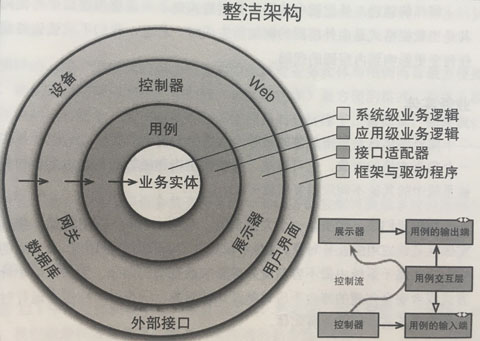 整洁架构
设备
控制器
Web
用例
业务实体
网关
展示器
数据库
用户界面
外部接口
系统级业务逻辑
应用级业务逻辑
接口适配器
框架与驱动程序
展示器
用例的输出端
控制流
用例交互层
控制器
用例的输入端